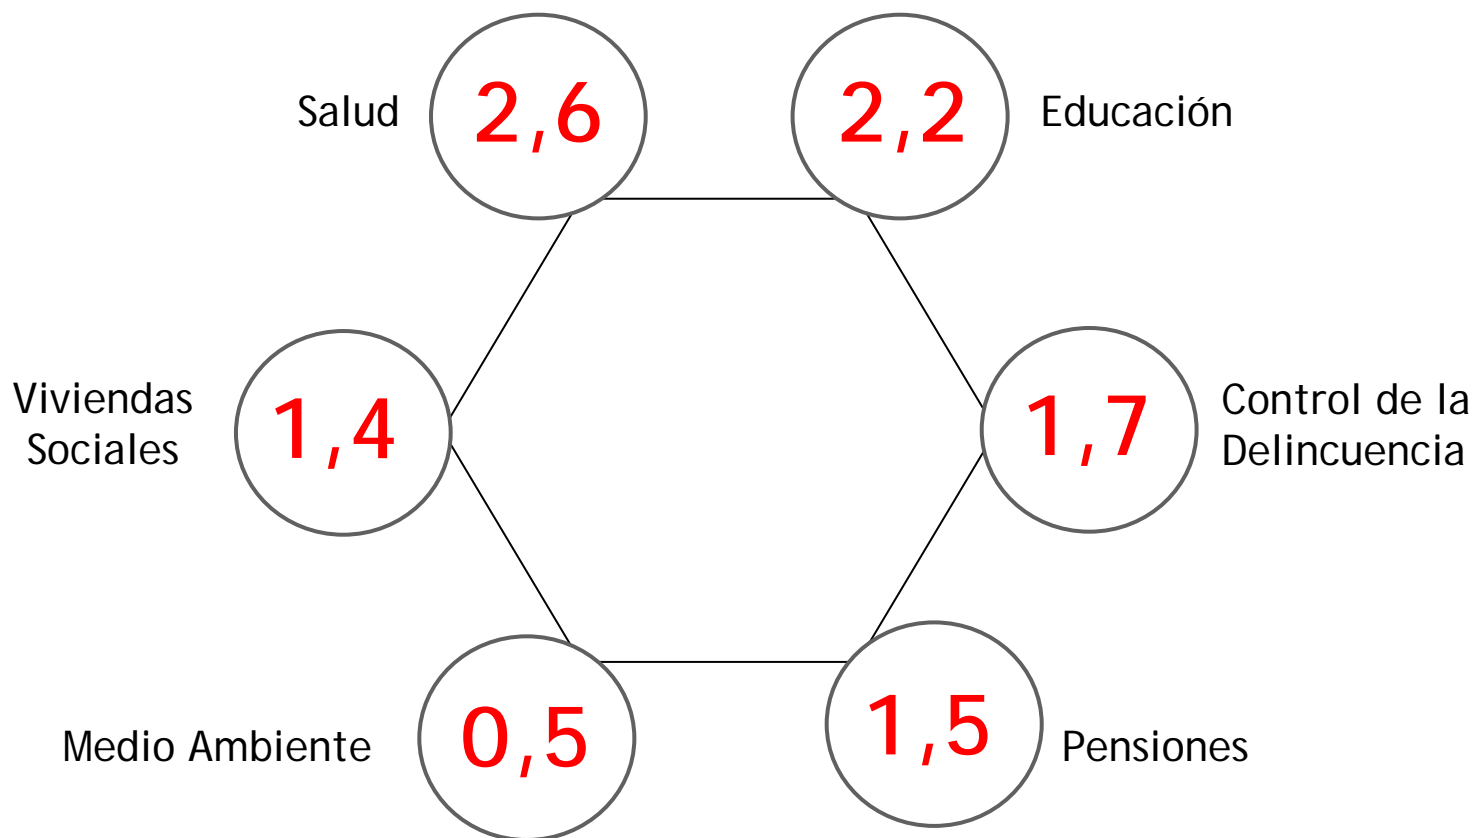 Salud
2,6
2,2
Educación
Viviendas
Sociales
1,4
1,7
Control de la
Delincuencia
Medio Ambiente
0,5
1,5
Pensiones